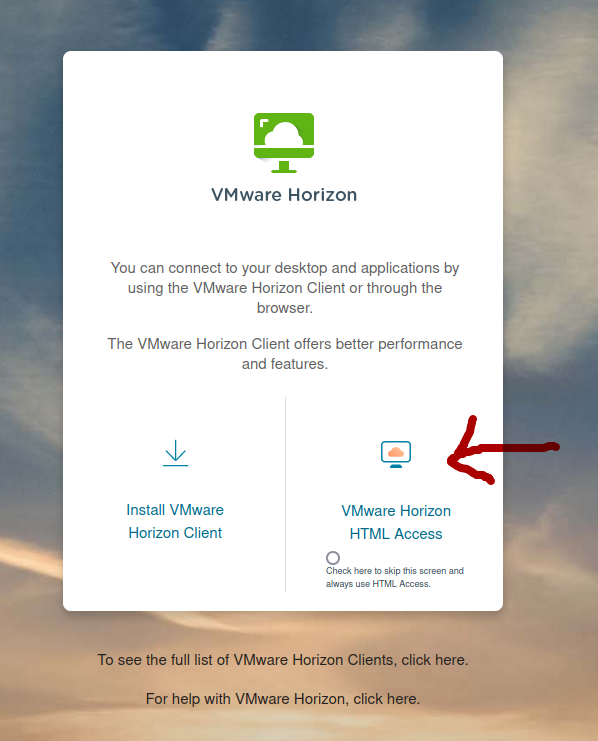 VMware Horizon
You can connect to your desktop and applications by
using the VMware Horizon Client or through the
browser.
The VMware Horizon Client offers better performance
and features.
Install VMware
Horizon Client
VMware Horizon
HTML Access
Check here to skip this screen and
always use HTML Access.
To see the full list of VMware Horizon Clients, click here.
For help with VMware Horizon, click here.